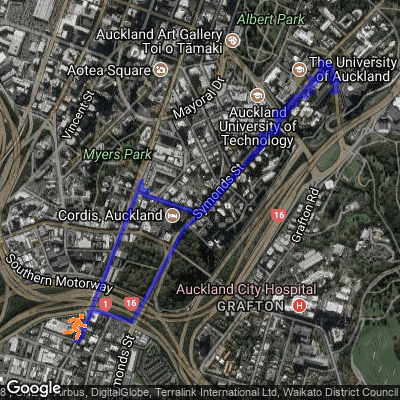 Albert Park
Auckland Art Gallery
Toi o Tāmaki
The University
of Auckland
Aotea Square
Mayoral Dr
Vincent St
Auckland
University of
Technology
Myers Park
Symonds St
Cordis, Auckland
16
Grafton Rd
Southern Motorway
Auckland City Hospital
1
16
GRAFTON
H
Symonds St
Google
Airbus, DigitalGlobe, Terralink International Ltd, Waikato District Council